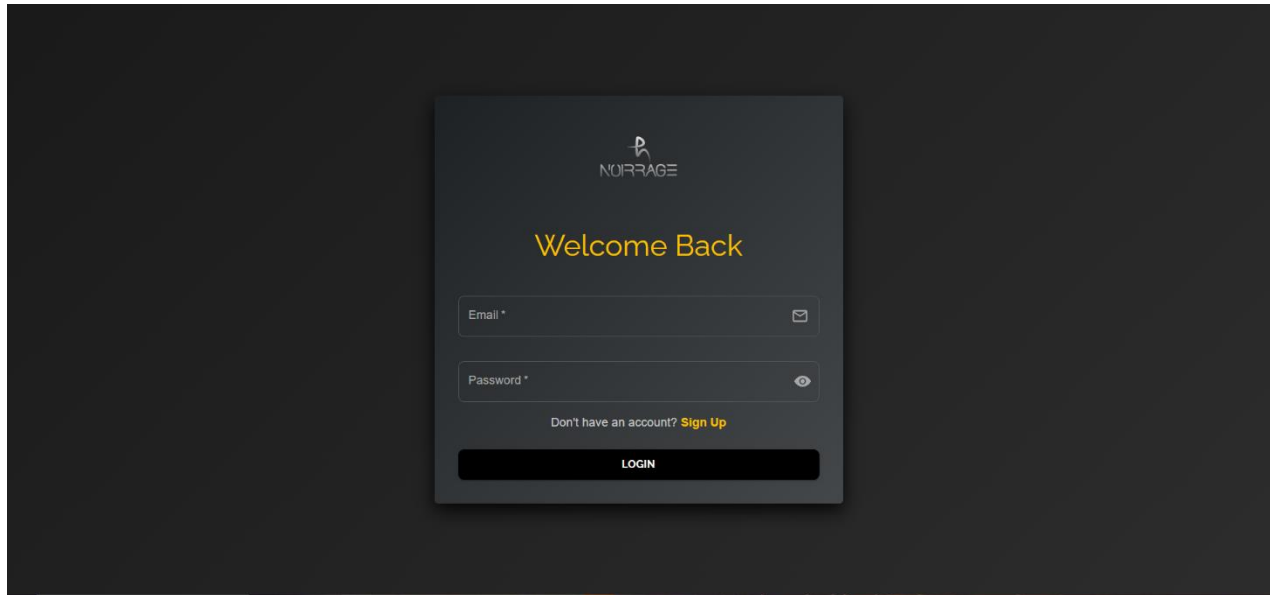 NOIRRAGE
Welcome Back
Email *
Password *
Don't have an account? Sign Up
LOGIN